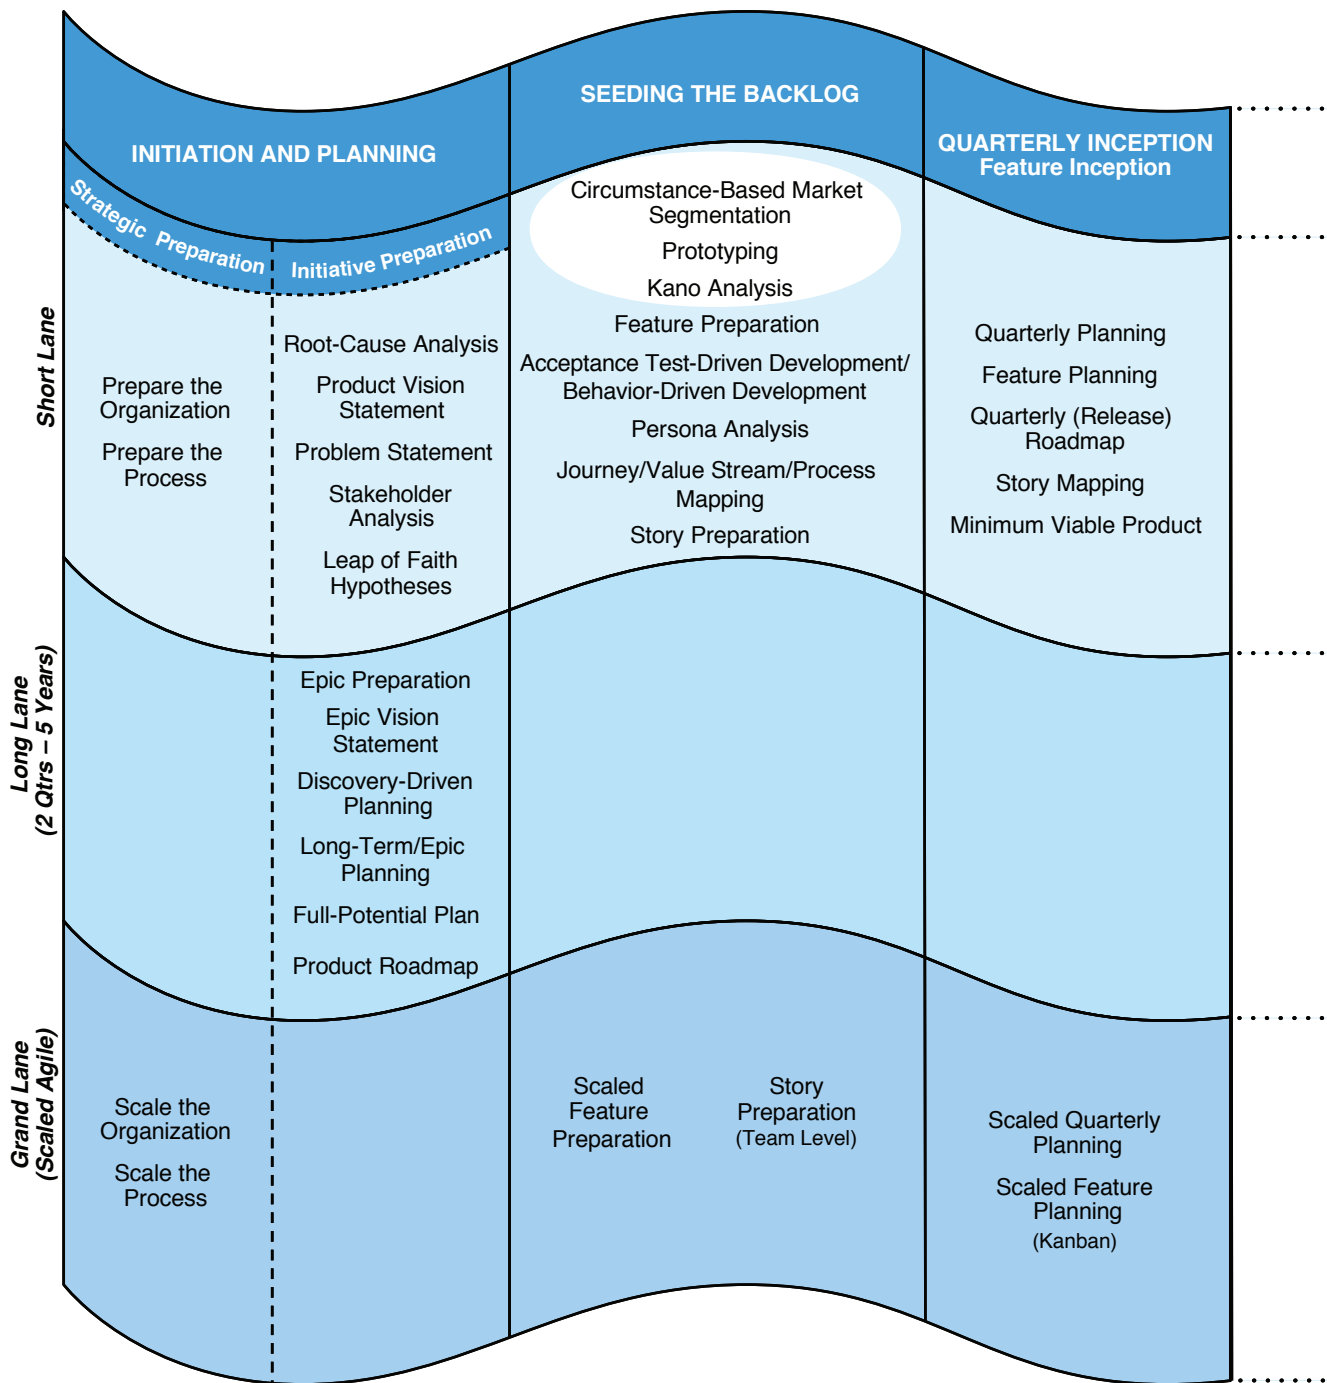 INITIATION AND PLANNING
SEEDING THE BACKLOG
QUARTERLY INCEPTION
Feature Inception
Strategic Preparation
Initiative Preparation
Short Lane
Prepare the
Organization
Prepare the
Process
Root-Cause Analysis
Product Vision
Statement
Problem Statement
Stakeholder
Analysis
Leap of Faith
Hypotheses
Circumstance-Based Market
Segmentation
Prototyping
Kano Analysis
Feature Preparation
Acceptance Test-Driven Development/
Behavior-Driven Development
Persona Analysis
Journey/Value Stream/Process
Mapping
Story Preparation
Quarterly Planning
Feature Planning
Quarterly (Release)
Roadmap
Story Mapping
Minimum Viable Product
Long Lane
(2 Qtrs – 5 Years)
Epic Preparation
Epic Vision
Statement
Discovery-Driven
Planning
Long-Term/Epic
Planning
Full-Potential Plan
Product Roadmap
Grand Lane
(Scaled Agile)
Scale the
Organization
Scale the
Process
Scaled
Feature
Preparation
Story
Preparation
(Team Level)
Scaled Quarterly
Planning
Scaled Feature
Planning
(Kanban)